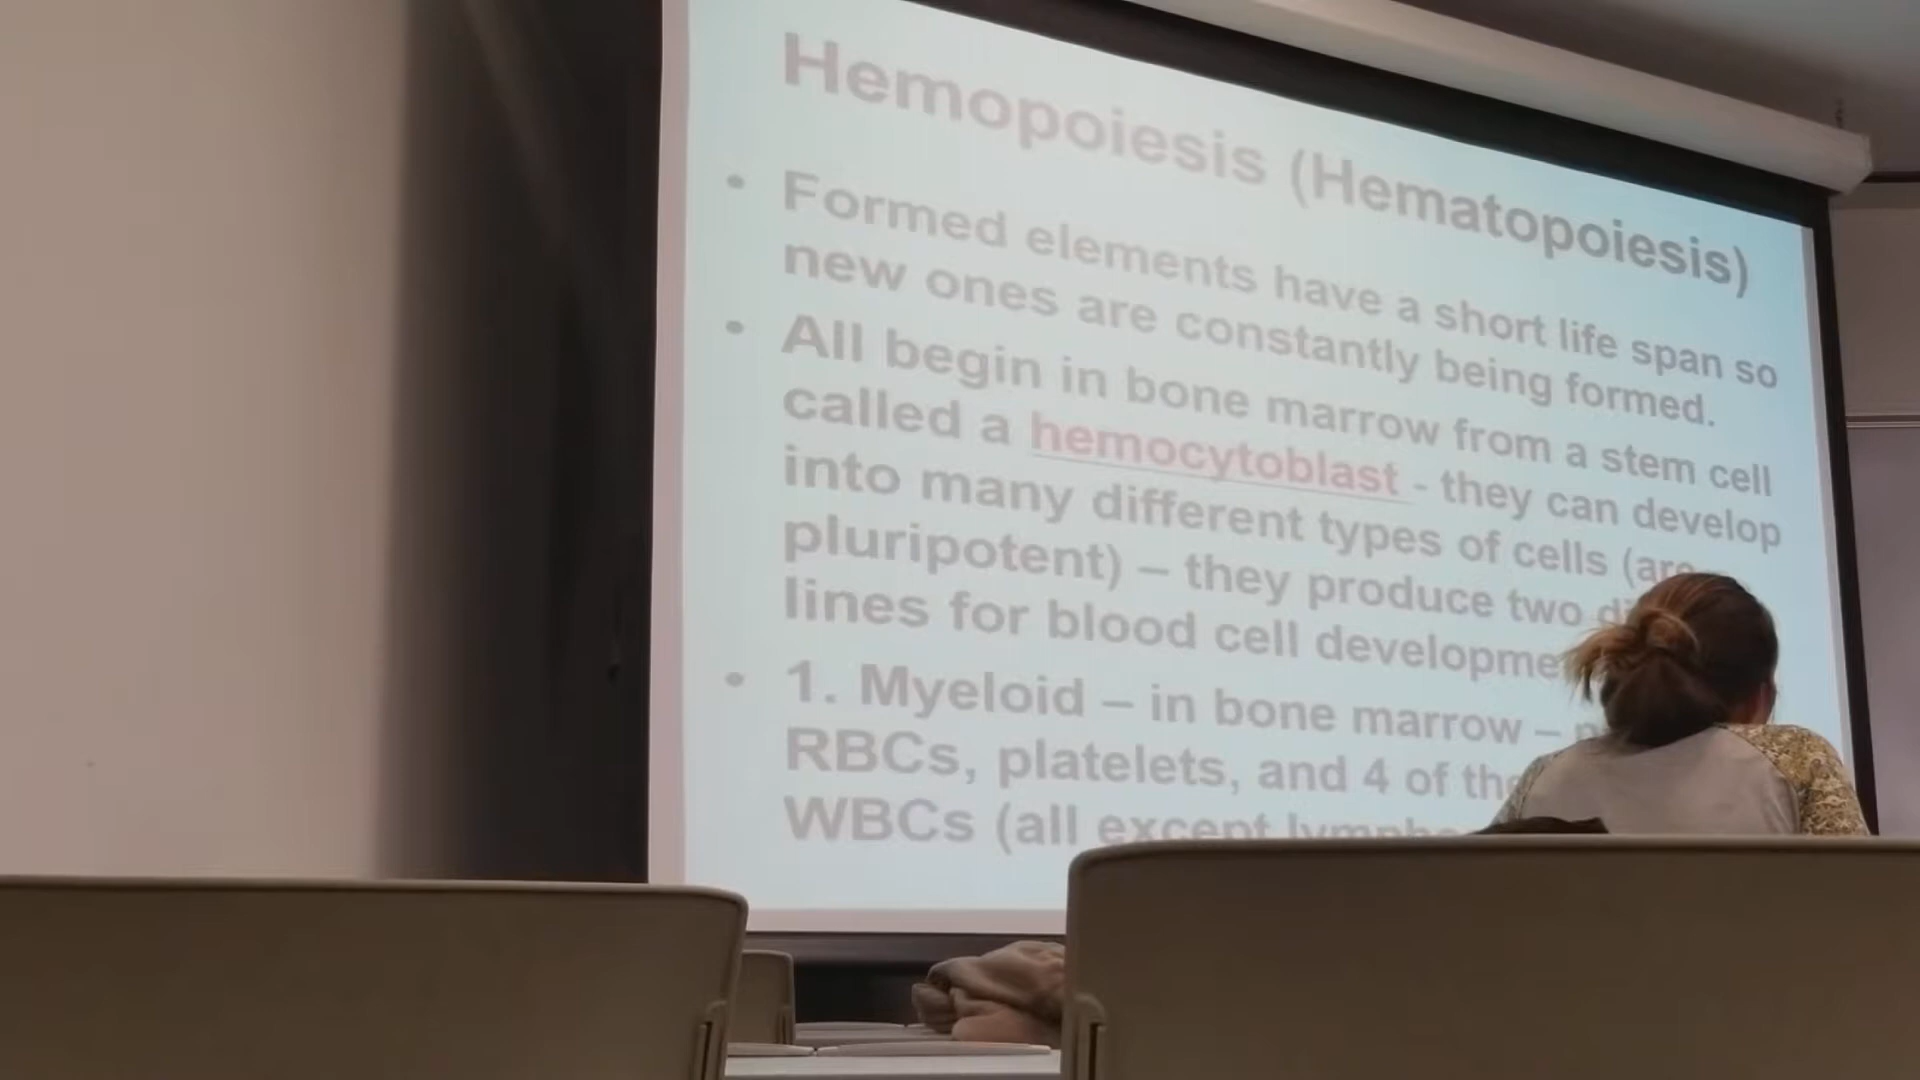 Hemopoiesis (Hematopoiesis)
• Formed elements have a short life span so
new ones are constantly being formed.
• All begin in bone marrow from a stem cell
called a hemocytoblast - they can develop
into many different types of cells (are
pluripotent) – they produce two
lines for blood cell
• 1. Myeloid – in bone marrow –
RBCs, platelets, and 4 of the
WBCs (all except